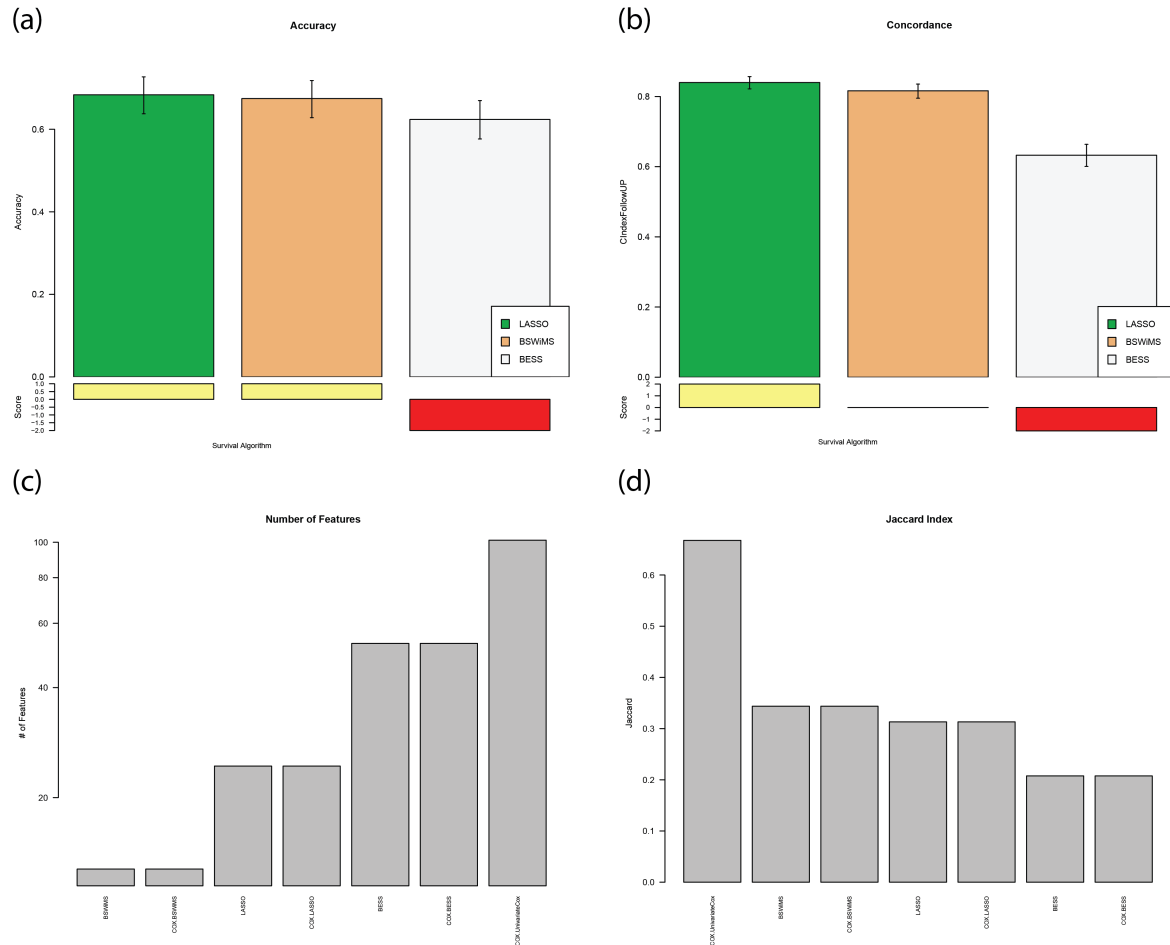 (a)
Accuracy
Accuracy
0.6
0.4
0.2
0.0
LASSO
BSWiMS
BESS
Score
1.0
0.5
0.0
−0.5
−1.0
−1.5
−2.0
Survival Algorithm
(b)
Concordance
CIndexFollowUP
0.8
0.6
0.4
0.2
0.0
LASSO
BSWiMS
BESS
Score
2
1
0
−1
−2
Survival Algorithm
(c)
Number of Features
# of Features
100
80
60
40
20
BSWiMS
COX.BSWiMS
LASSO
COX.LASSO
BESS
COX.BESS
COX.UnivariateCox
(d)
Jaccard Index
Jaccard
0.6
0.5
0.4
0.3
0.2
0.1
0.0
COX.UnivariateCox
BSWiMS
COX.BSWiMS
LASSO
COX.LASSO
BESS
COX.BESS